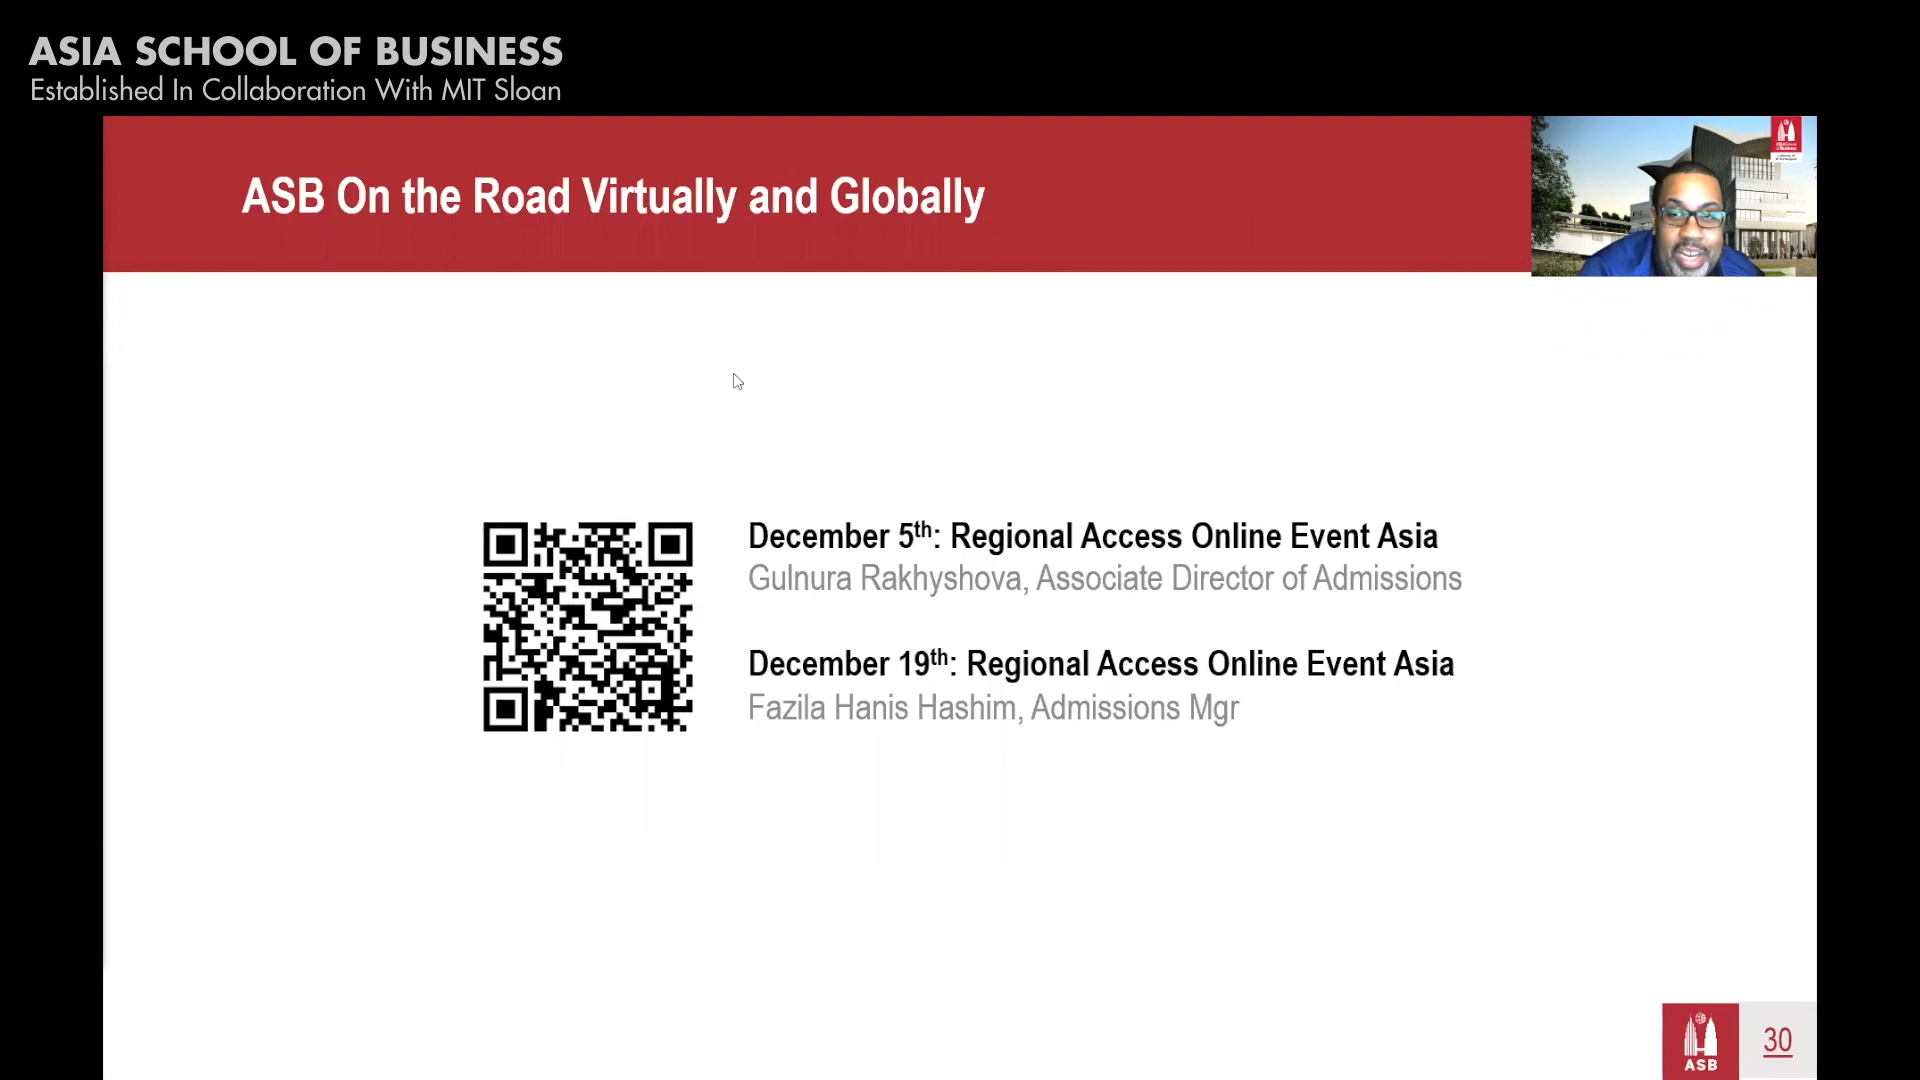 ASIA SCHOOL OF BUSINESS
Established In Collaboration With MIT Sloan
ASB On the Road Virtually and Globally
December 5th: Regional Access Online Event Asia
Gulnura Rakhyshova, Associate Director of Admissions
December 19th: Regional Access Online Event Asia
Fazila Hanis Hashim, Admissions Mgr
ASB
30